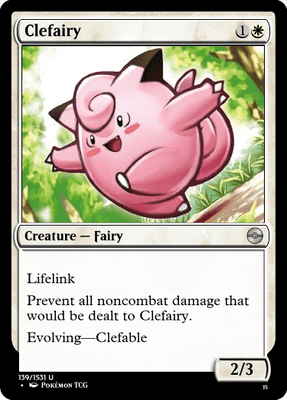 Clefairy 1
Creature — Fairy
Lifelink
Prevent all noncombat damage that
would be dealt to Clefairy.
Evolving—Clefable
2/3
139/1531 U
• Pokémon TCG